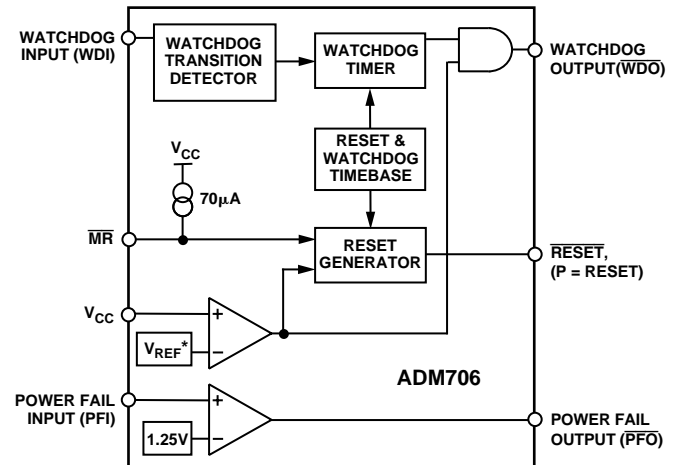 WATCHDOG
INPUT (WDI)
WATCHDOG
TRANSITION
DETECTOR
WATCHDOG
TIMER
WATCHDOG
OUTPUT(WDO)
RESET &
WATCHDOG
TIMEBASE
VCC
70μA
MR
RESET
GENERATOR
RESET,
(P = RESET)
VCC
+
VREF*
–
ADM706
POWER FAIL
INPUT (PFI)
+
1.25V
–
POWER FAIL
OUTPUT (PFO)